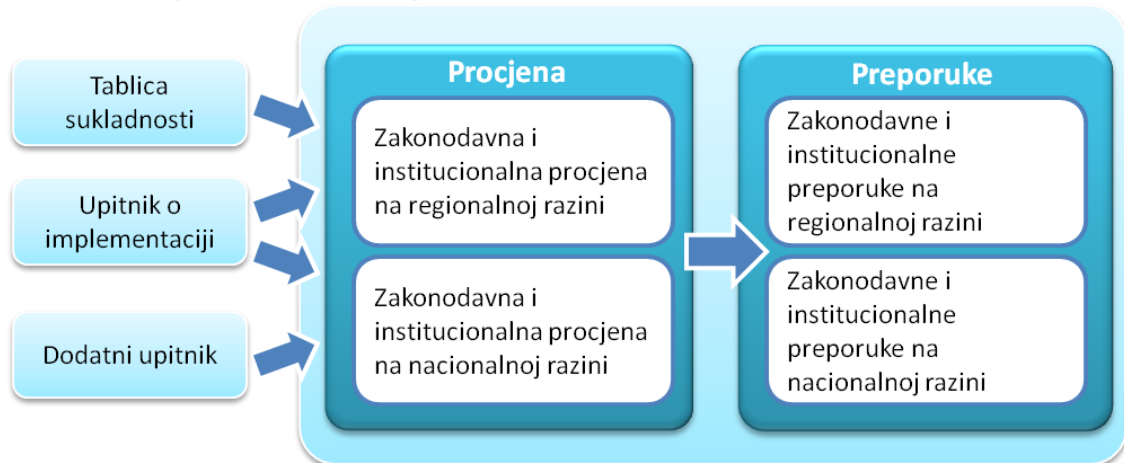 Tablica
sukladnosti
Upitnik o
implementaciji
Dodatni upitnik
Procjena
Zakonodavna i
institucionalna procjena
na regionalnoj razini
Zakonodavna i
institucionalna procjena
na nacionalnoj razini
Preporuke
Zakonodavne i
institucionalne
preporuke na
regionalnoj razini
Zakonodavne i
institucionalne
preporuke na
nacionalnoj razini